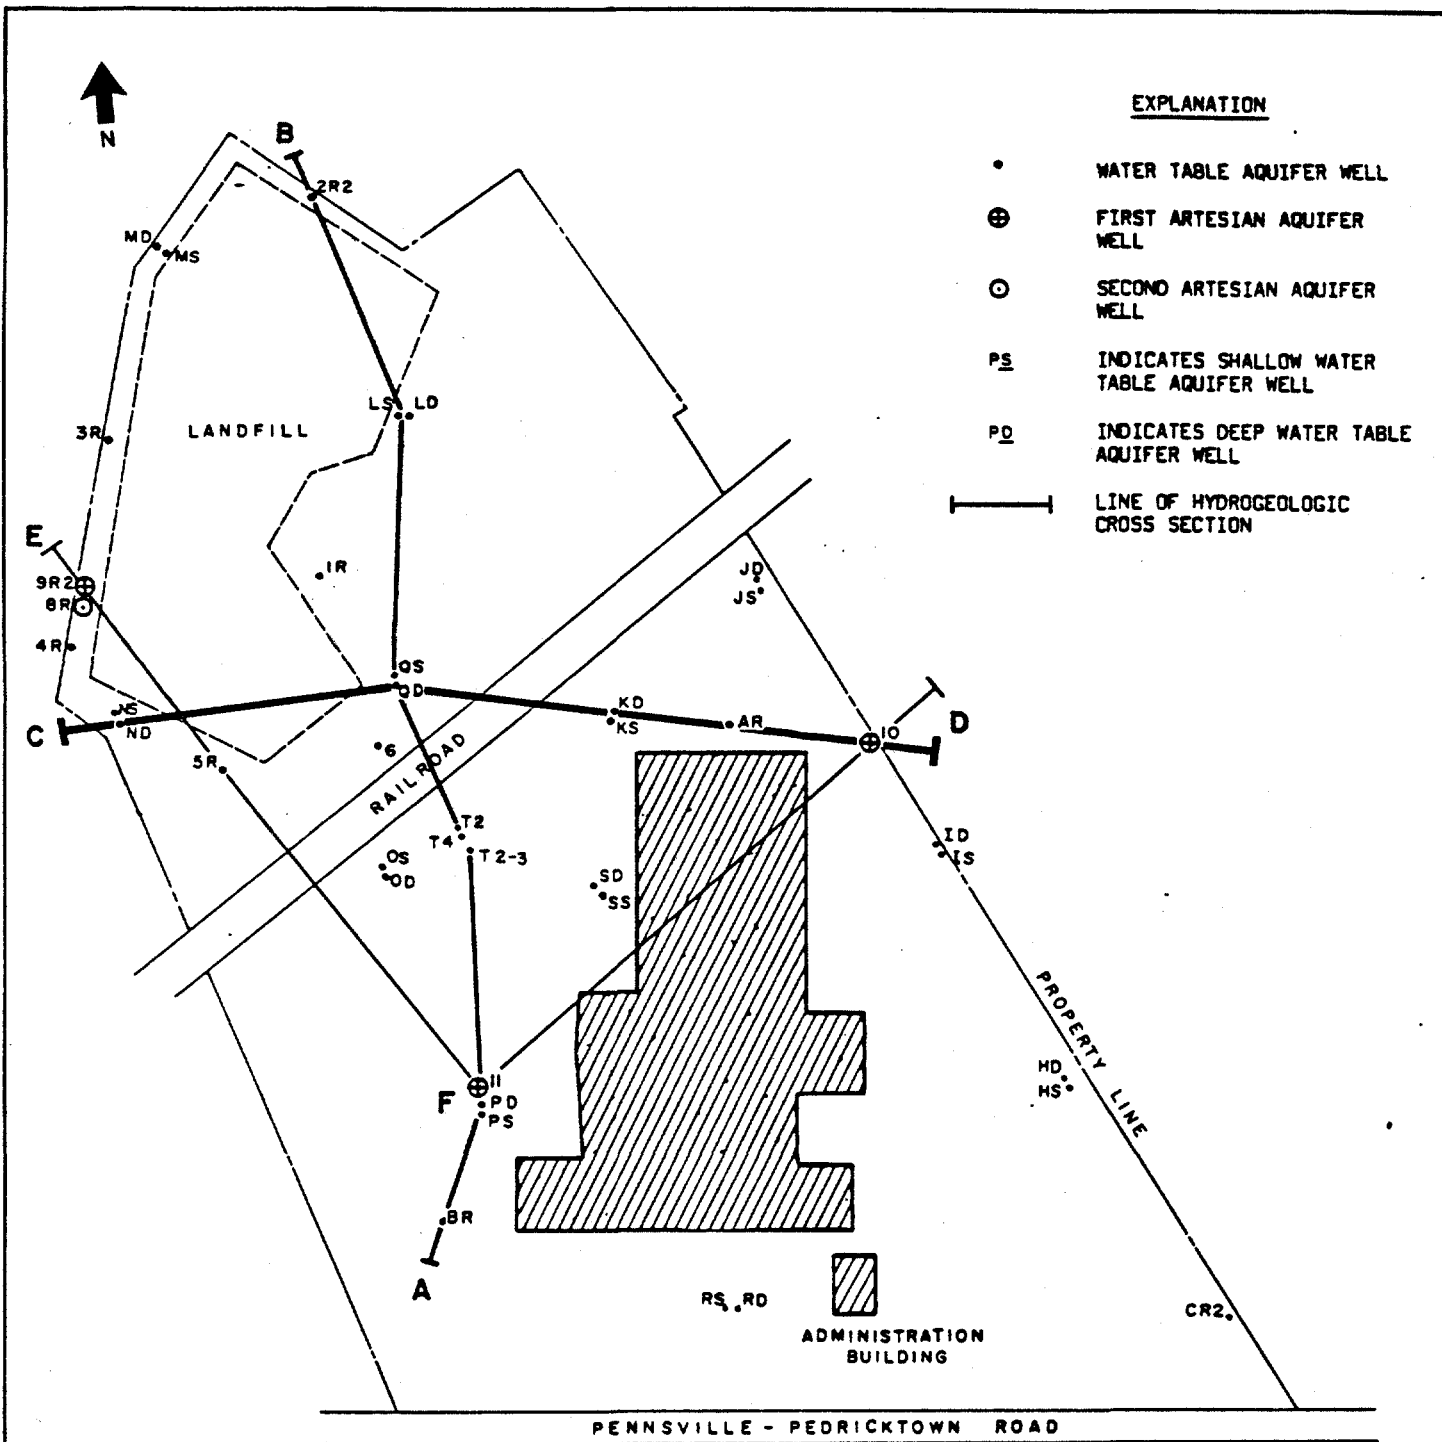 EXPLANATION
WATER TABLE AQUIFER WELL
FIRST ARTESIAN AQUIFER
WELL
SECOND ARTESIAN AQUIFER
WELL
PS
INDICATES SHALLOW WATER
TABLE AQUIFER WELL
PD
INDICATES DEEP WATER TABLE
AQUIFER WELL
LINE OF HYDROGEOLOGIC
CROSS SECTION
N
B
2R2
MD
MS
LS
LD
3R
LANDFILL
E
9R2
8R
1R
JD
JS
4R
QS
QD
NS
ND
C
KD
KS
AR
10
D
6
5R
RAILROAD
T2
T4
T2-3
OS
OD
SD
SS
ID
IS
PROPERTY LINE
11
F
PD
PS
HD
HS
BR
A
RS
RD
CR2
ADMINISTRATION
BUILDING
PENNSVILLE - PEDRICKTOWN ROAD